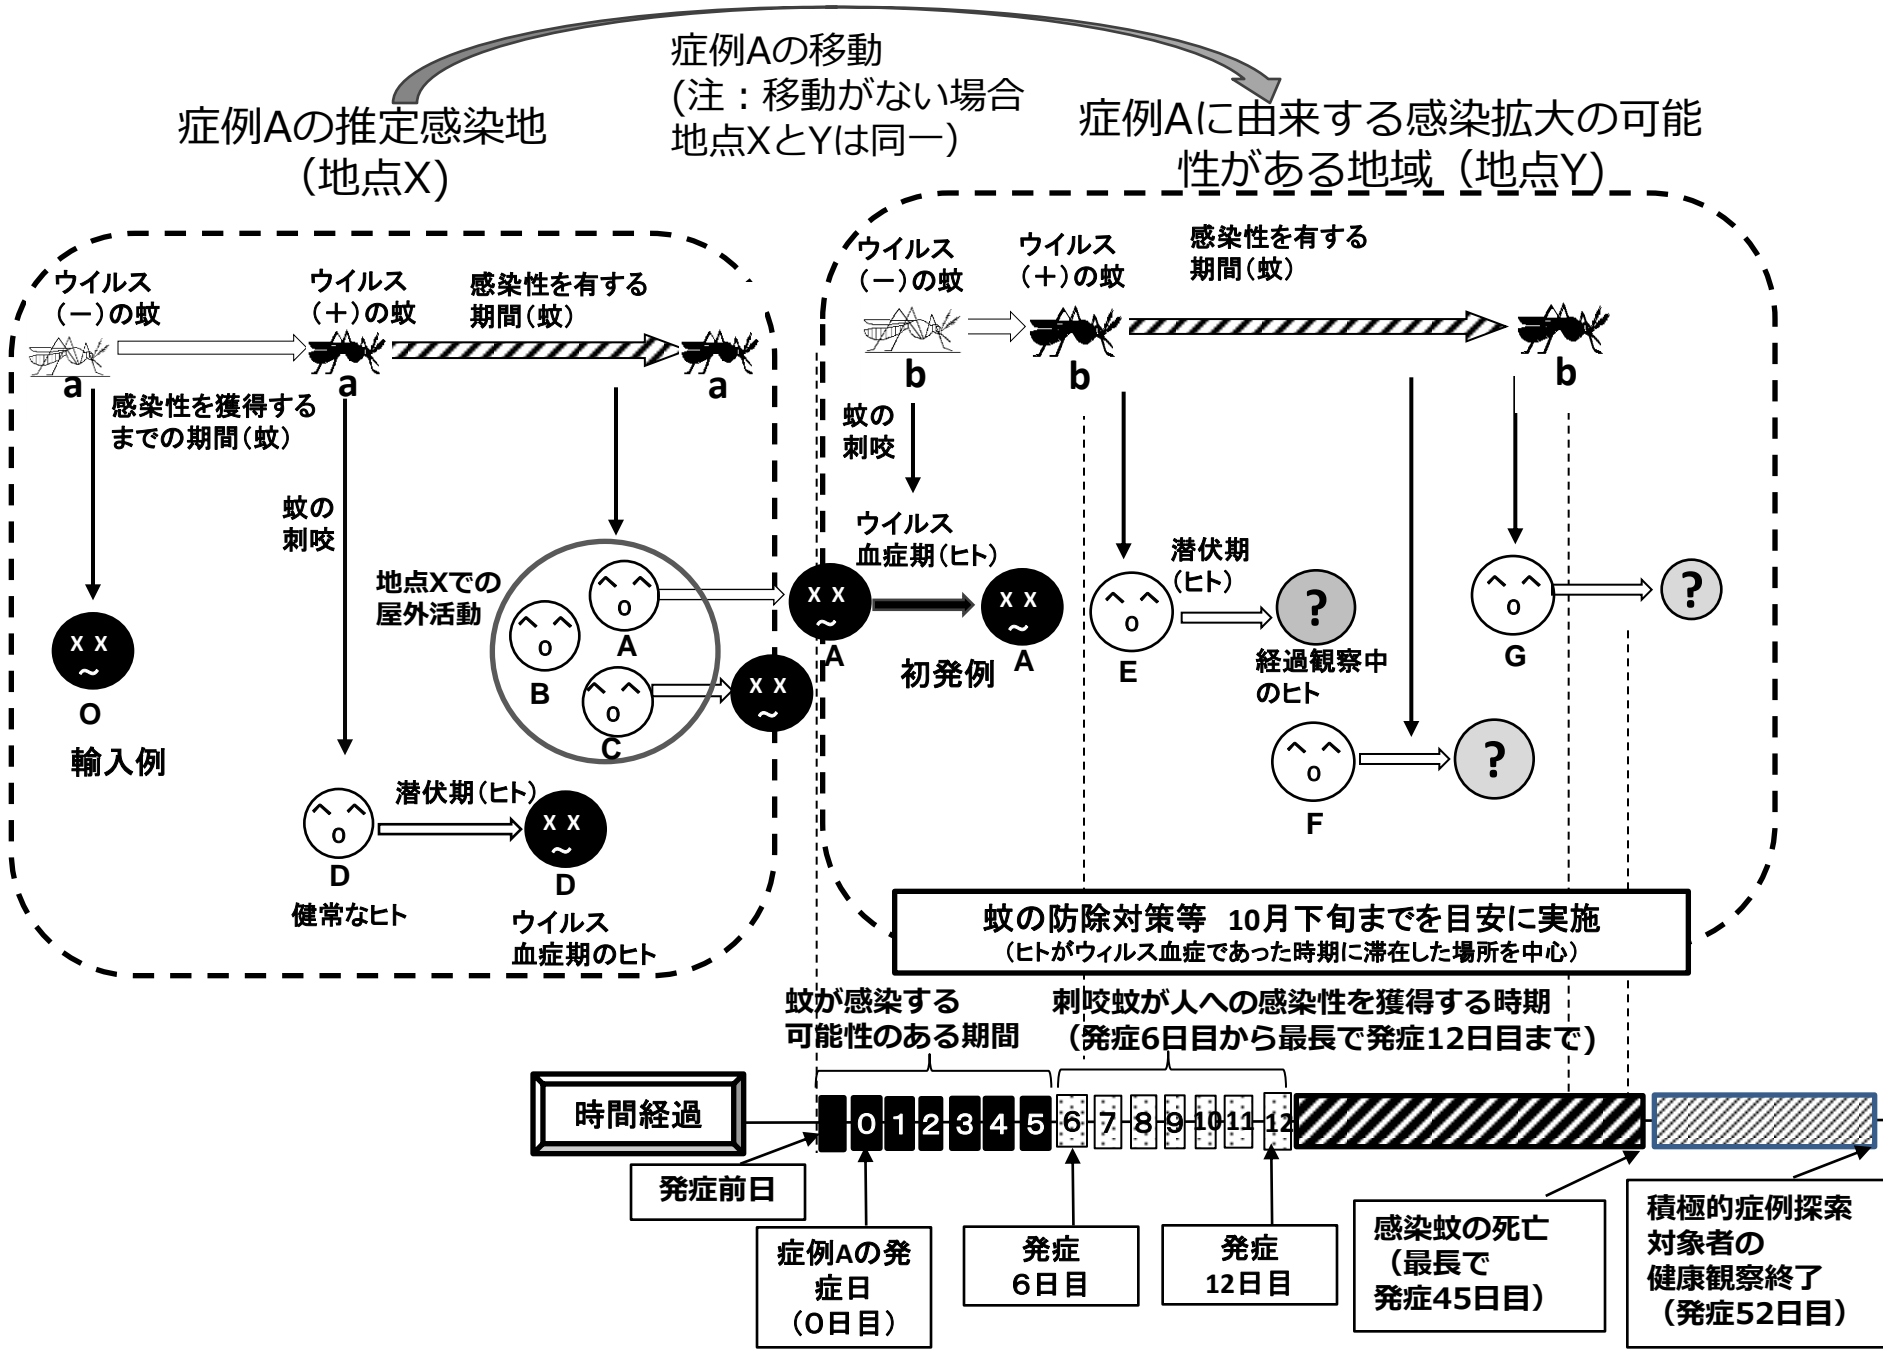 症例Aの移動
(注：移動がない場合
地点XとYは同一）
症例Aの推定感染地
（地点X)
症例Aに由来する感染拡大の可能
性がある地域（地点Y）
ウイルス
（－）の蚊
ウイルス
（＋）の蚊
感染性を有する
期間（蚊）
a
a
a
感染性を獲得する
までの期間（蚊）
蚊の
刺咬
地点Xでの
屋外活動
X X
～
O
輸入例
A
B
C
X X
～
D
健常なヒト
潜伏期（ヒト）
X X
～
D
ウイルス
血症期のヒト
ウイルス
（－）の蚊
ウイルス
（＋）の蚊
感染性を有する
期間（蚊）
b
b
b
蚊の
刺咬
ウイルス
血症期（ヒト）
X X
～
A
初発例
X X
～
A
E
潜伏期
（ヒト）
?
経過観察中
のヒト
F
?
G
?
蚊の防除対策等 10月下旬までを目安に実施
（ヒトがウィルス血症であった時期に滞在した場所を中心）
蚊が感染する
可能性のある期間
刺咬蚊が人への感染性を獲得する時期
（発症6日目から最長で発症12日目まで）
時間経過
0 1 2 3 4 5 6 7 8 9 10 11 12
発症前日
症例Aの発
症日
（0日目）
発症
6日目
発症
12日目
感染蚊の死亡
（最長で
発症45日目）
積極的症例探索
対象者の
健康観察終了
（発症52日目）